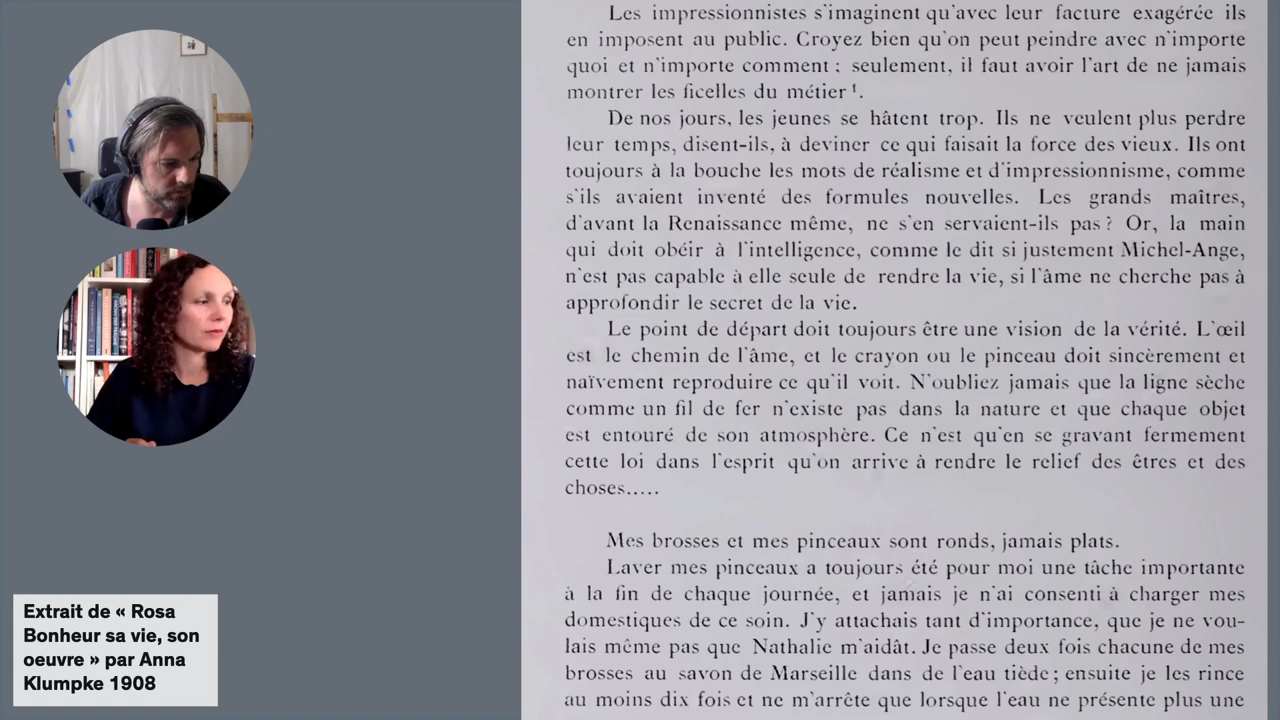 Les impressionnistes s'imaginent qu'avec leur facture exagérée ils
en imposent au public. Croyez bien qu'on peut peindre avec n'importe
quoi et n'importe comment ; seulement, il faut avoir l'art de ne jamais
montrer les ficelles du métier¹.
De nos jours, les jeunes se hâtent trop. Ils ne veulent plus perdre
leur temps, disent-ils, à deviner ce qui faisait la force des vieux. Ils ont
toujours à la bouche les mots de réalisme et d'impressionnisme, comme
s'ils avaient inventé des formules nouvelles. Les grands maîtres,
d'avant la Renaissance même, ne s'en servaient-ils pas ? Or, la main
qui doit obéir à l'intelligence, comme le dit si justement Michel-Ange,
n'est pas capable à elle seule de rendre la vie, si l'âme ne cherche pas à
approfondir le secret de la vie.
Le point de départ doit toujours être une vision de la vérité. L'œil
est le chemin de l'âme, et le crayon ou le pinceau doit sincèrement et
naïvement reproduire ce qu'il voit. N'oubliez jamais que la ligne sèche
comme un fil de fer n'existe pas dans la nature et que chaque objet
est entouré de son atmosphère. Ce n'est qu'en se gravant fermement
cette loi dans l'esprit qu'on arrive à rendre le relief des êtres et des
choses.....
Mes brosses et mes pinceaux sont ronds, jamais plats.
Laver mes pinceaux a toujours été pour moi une tâche importante
à la fin de chaque journée, et jamais je n'ai consenti à charger mes
domestiques de ce soin. J'y attachais tant d'importance, que je ne vou-
lais même pas que Nathalie m'aidât. Je passe deux fois chacune de mes
brosses au savon de Marseille dans de l'eau tiède ; ensuite je les rince
au moins dix fois et ne m'arrête que lorsque l'eau ne présente plus une
Extrait de « Rosa
Bonheur sa vie, son
oeuvre » par Anna
Klumpke 1908